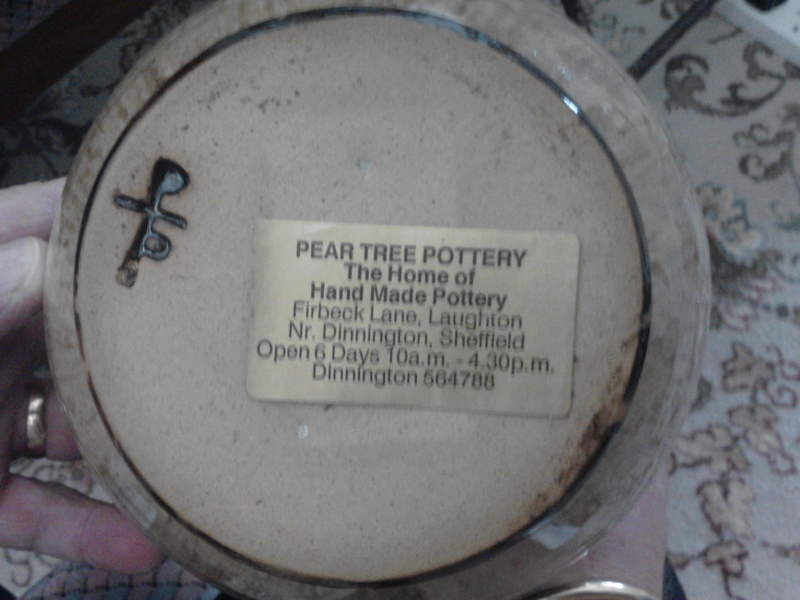 PEAR TREE POTTERY
The Home of
Hand Made Pottery
Firbeck Lane, Laughton
Nr. Dinnington, Sheffield
Open 6 Days 10a.m. - 4.30p.m.
Dinnington 564788